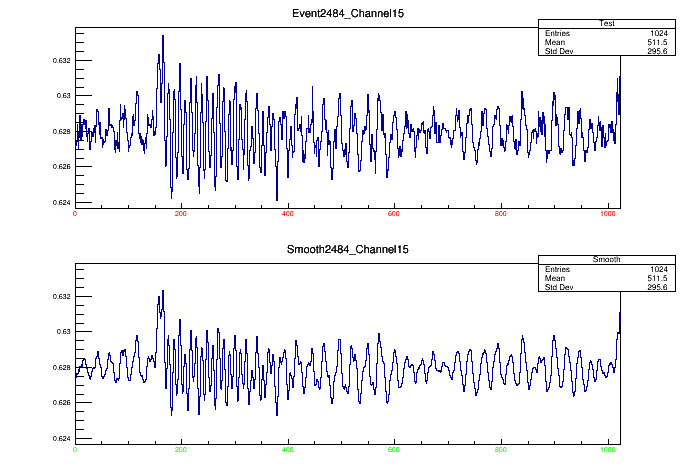 Event2484_Channel15
Test
Entries 1024
Mean 511.5
Std Dev 295.6
0.632
0.63
0.628
0.626
0.624
0 200 400 600 800 1000
Smooth2484_Channel15
Smooth
Entries 1024
Mean 511.5
Std Dev 295.6
0.632
0.63
0.628
0.626
0.624
0 200 400 600 800 1000